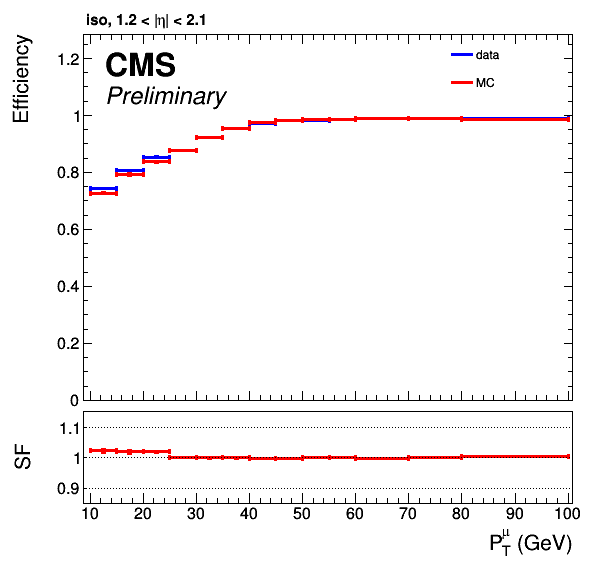 iso, 1.2 < |η| < 2.1
CMS
Preliminary
data
MC
Efficiency
1.2
1
0.8
0.6
0.4
0.2
0
SF
1.1
1
0.9
10 20 30 40 50 60 70 80 90 100
P_T^μ (GeV)